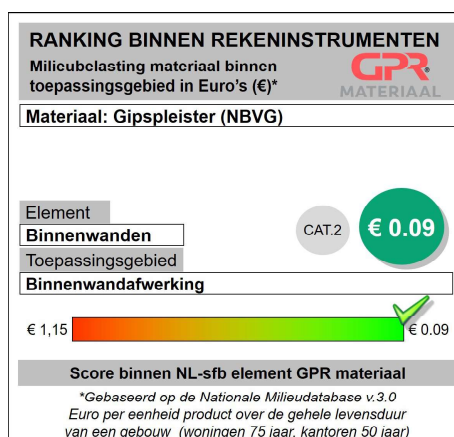 RANKING BINNEN REKENINSTRUMENTEN
Milieubelasting materiaal binnen
toepassingsgebied in Euro's (€)*
GPR®
MATERIAAL
Materiaal: Gipspleister (NBVG)
Element
Binnenwanden
CAT.2
€ 0.09
Toepassingsgebied
Binnenwandafwerking
€ 1,15
€ 0.09
Score binnen NL-sfb element GPR materiaal
*Gebaseerd op de Nationale Milieudatabase v.3.0
Euro per eenheid product over de gehele levensduur
van een gebouw (woningen 75 jaar, kantoren 50 jaar)